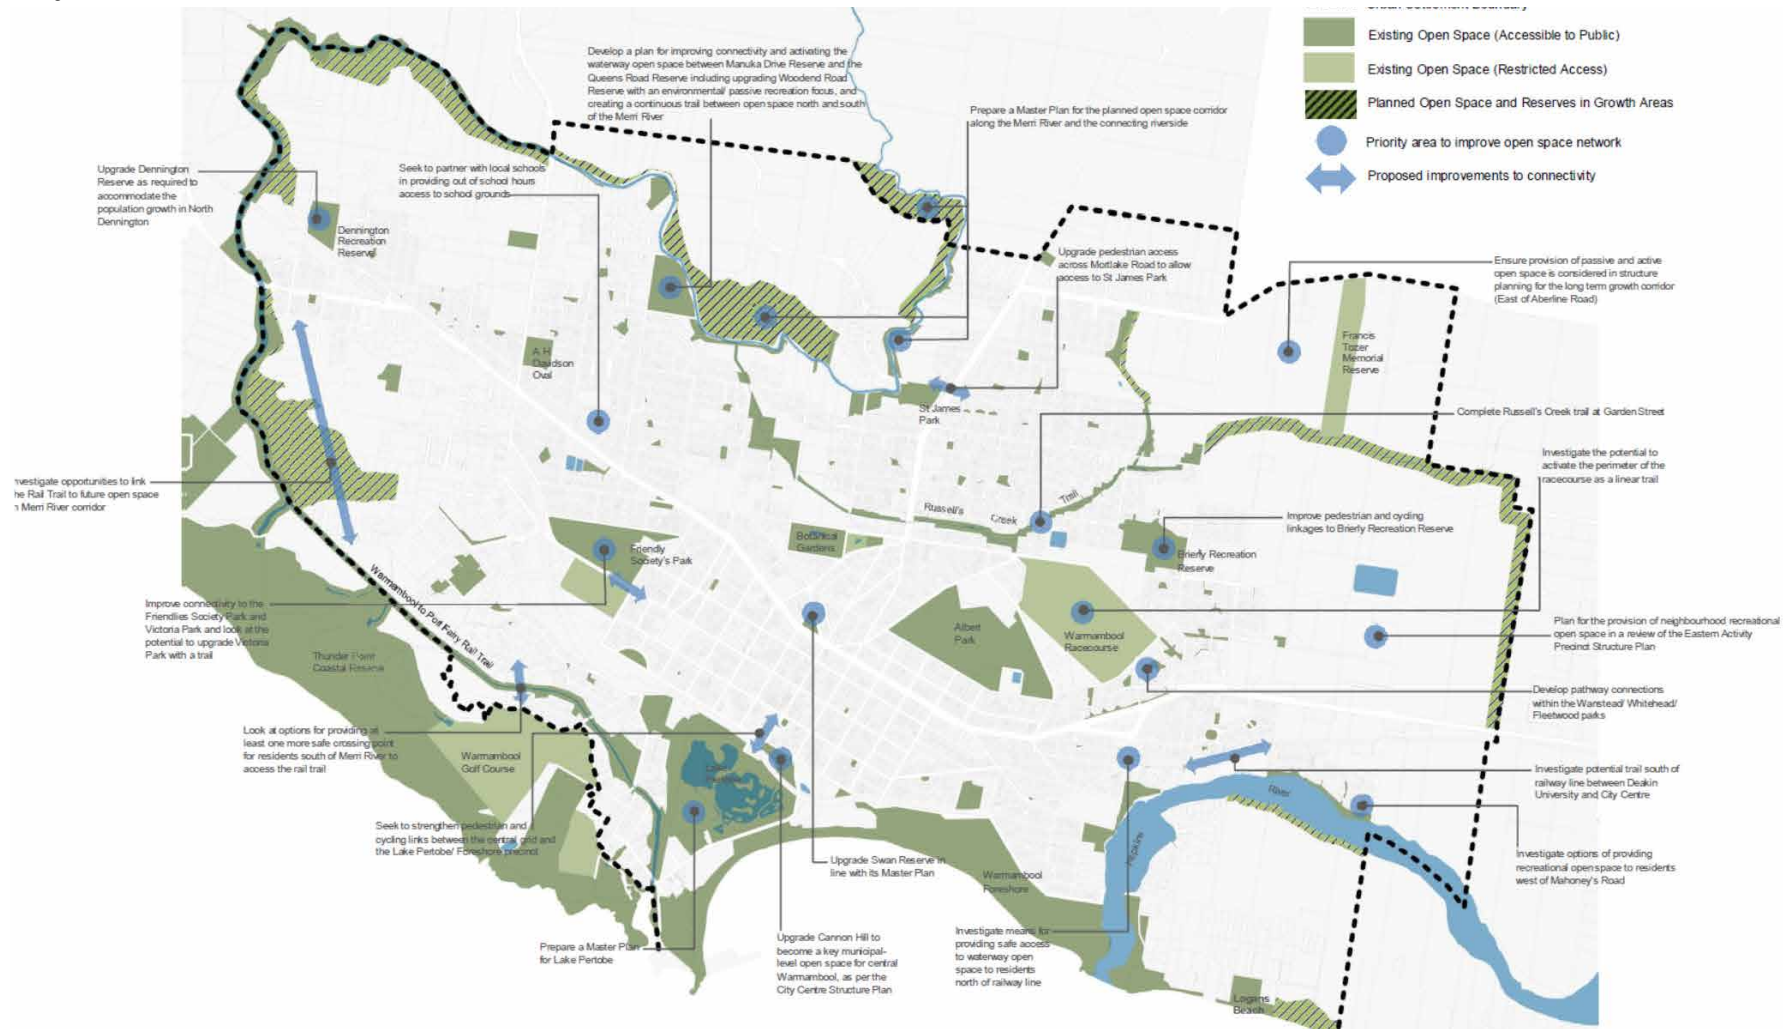 Existing Open Space (Accessible to Public)
Existing Open Space (Restricted Access)
Planned Open Space and Reserves in Growth Areas
Priority area to improve open space network
Proposed improvements to connectivity
Develop a plan for improving connectivity and activating the
waterway open space between Manuka Drive Reserve and the
Queens Road Reserve including upgrading Woodend Road
Reserve with an environmental/ passive recreation focus, and
creating a continuous trail between open space north and south
of the Merri River
Prepare a Master Plan for the planned open space corridor
along the Merri River and the connecting riverside
Upgrade Dennington
Reserve as required to
accommodate the
population growth in North
Dennington
Seek to partner with local schools
in providing out of school hours
access to school grounds
Dennington
Recreation
Reserve
Upgrade pedestrian access
across Mortlake Road to allow
access to St James Park
Ensure provision of passive and active
open space is considered in structure
planning for the long term growth corridor
(East of Aberline Road)
Francis
Tozer
Memorial
Reserve
A H
Davidson
Oval
St James
Park
Complete Russell's Creek trail at Garden Street
Investigate the potential to
activate the perimeter of the
racecourse as a linear trail
nvestigate opportunities to link
he Rail Trail to future open space
n Merri River corridor
Russell's Creek Trail
Improve pedestrian and cycling
linkages to Brierly Recreation Reserve
Botanical
Gardens
Friendly
Society's Park
Brierly Recreation
Reserve
Warrnambool to Port Fairy Rail Trail
Improve connectivity to the
Friendlies Society Park and
Victoria Park and look at the
potential to upgrade Victoria
Park with a trail
Thunder Point
Coastal Reserve
Albert
Park
Warrnambool
Racecourse
Plan for the provision of neighbourhood recreational
open space in a review of the Eastern Activity
Precinct Structure Plan
Develop pathway connections
within the Wanstead/ Whitehead/
Fleetwood parks
Look at options for providing at
least one more safe crossing point
for residents south of Merri River to
access the rail trail
Warrnambool
Golf Course
Lake
Pertobe
Investigate potential trail south of
railway line between Deakin
University and City Centre
Hopkins River
Seek to strengthen pedestrian and
cycling links between the central grid and
the Lake Pertobe/ Foreshore precinct
Upgrade Swan Reserve in
line with its Master Plan
Warrnambool
Foreshore
Investigate options of providing
recreational open space to residents
west of Mahoney's Road
Prepare a Master Plan
for Lake Pertobe
Upgrade Cannon Hill to
become a key municipal-
level open space for central
Warrnambool, as per the
City Centre Structure Plan
Investigate means for
providing safe access
to waterway open
space to residents
north of railway line
Logans
Beach